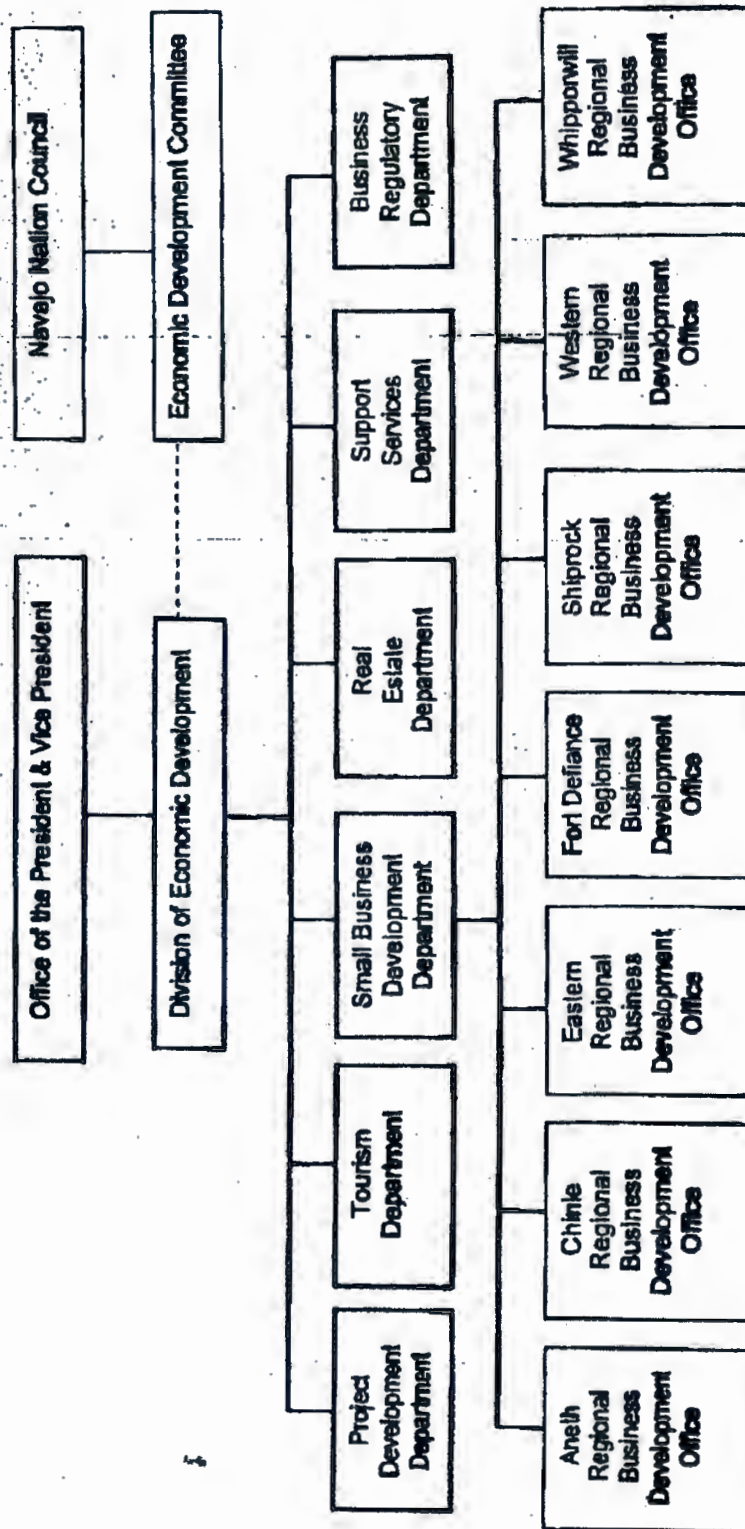 Office of the President & Vice President
Navajo Nation Council
Division of Economic Development
Economic Development Committee
Project
Development
Department
Tourism
Department
Small Business
Development
Department
Real
Estate
Department
Support
Services
Department
Business
Regulatory
Department
Aneth
Regional
Business
Development
Office
Chinle
Regional
Business
Development
Office
Eastern
Regional
Business
Development
Office
Fort Defiance
Regional
Business
Development
Office
Shiprock
Regional
Business
Development
Office
Western
Regional
Business
Development
Office
Whipporwill
Regional
Business
Development
Office